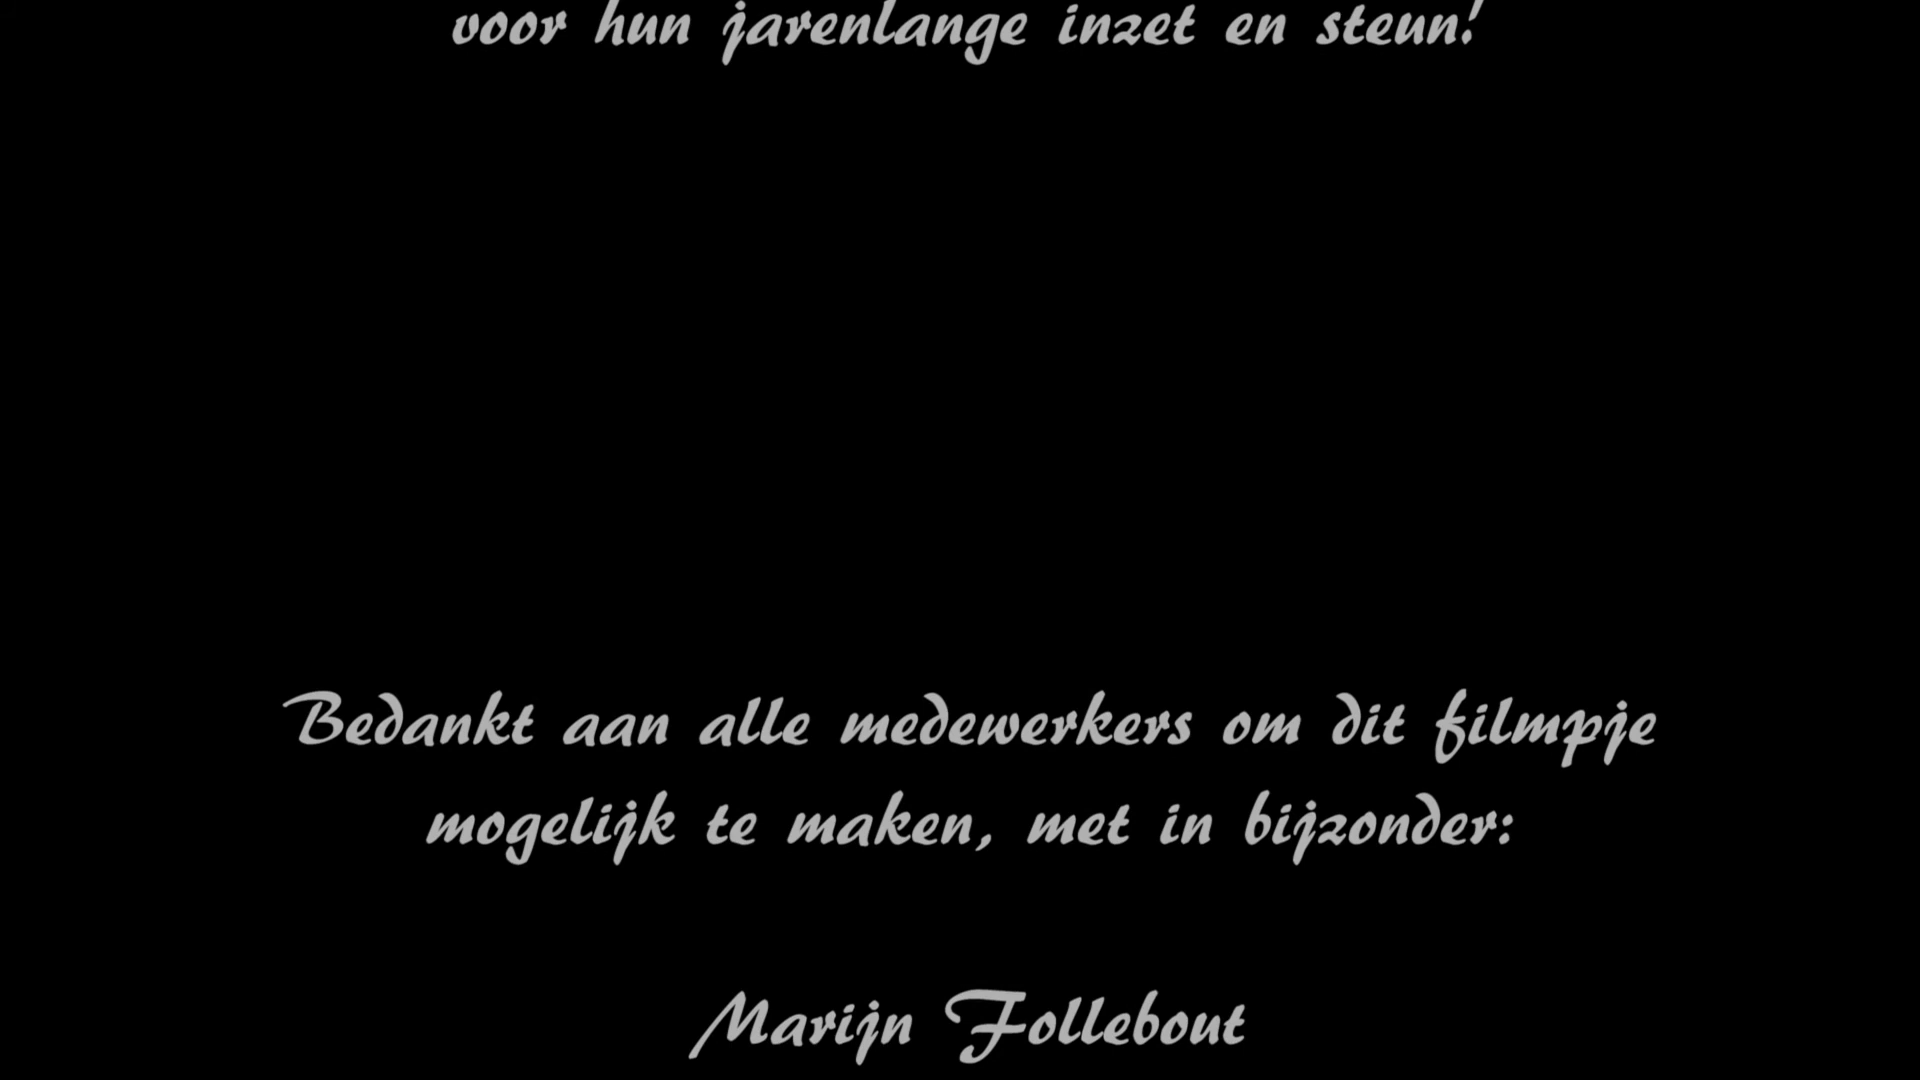 voor hun jarenlange inzet en steun!
Bedankt aan alle medewerkers om dit filmpje
mogelijk te maken, met in bijzonder:
Marijn Follebout